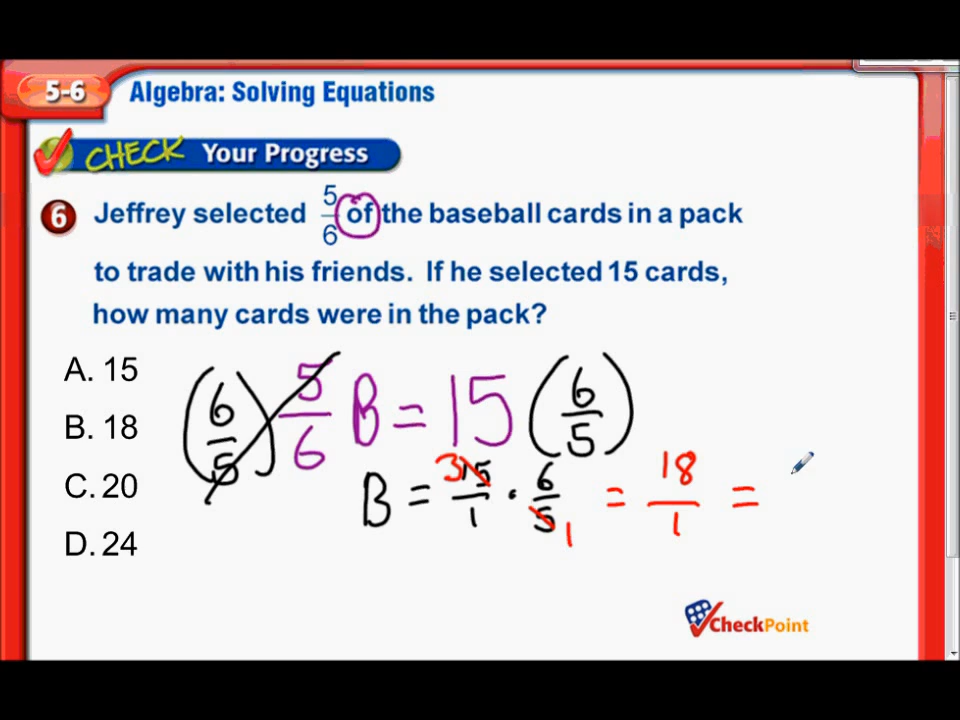 5-6 Algebra: Solving Equations
CHECK Your Progress
6 Jeffrey selected 5/6 of the baseball cards in a pack
to trade with his friends. If he selected 15 cards,
how many cards were in the pack?
A. 15
B. 18
C. 20
D. 24
(6/5) 5/6 B = 15 (6/5)
B = 3 15/1 · 6/5 1 = 18/1 =
CheckPoint